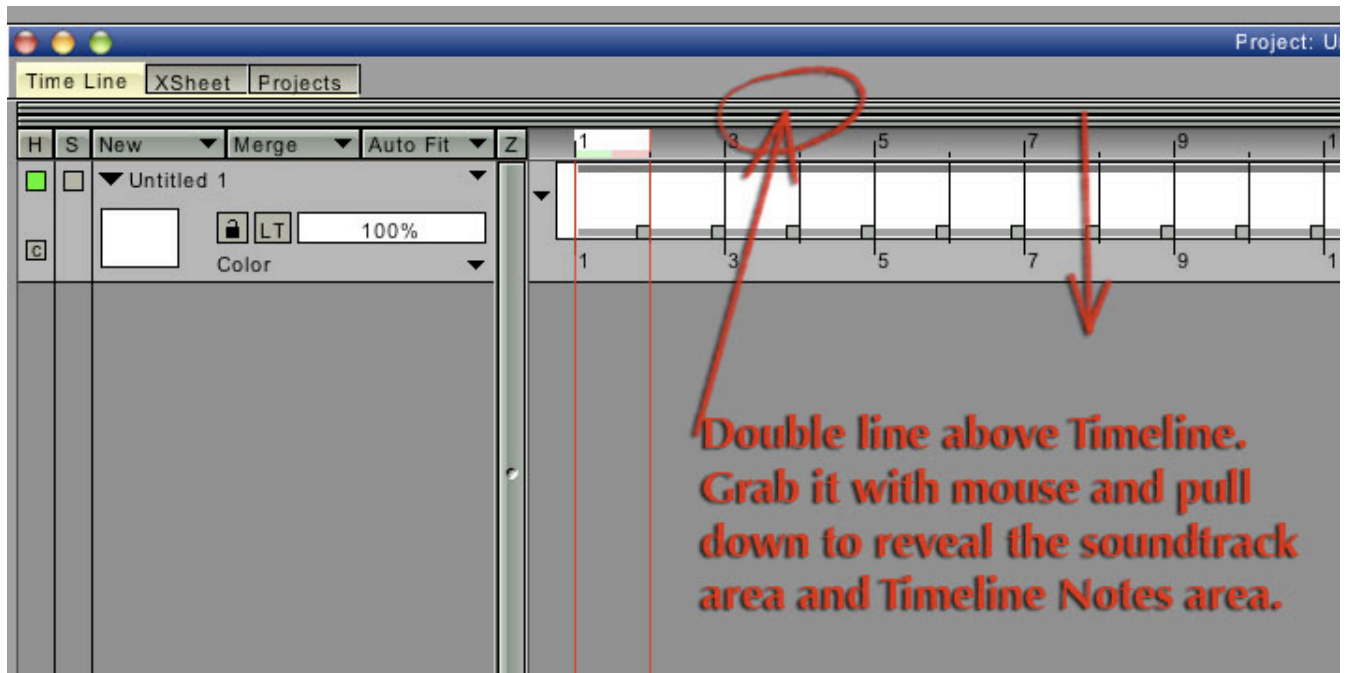 Project: U
Time Line XSheet Projects
H S New Merge Auto Fit Z 1 3 5 7 9 1
Untitled 1
LT 100%
C
Color
1 3 5 7 9 1
Double line above Timeline.
Grab it with mouse and pull
down to reveal the soundtrack
area and Timeline Notes area.